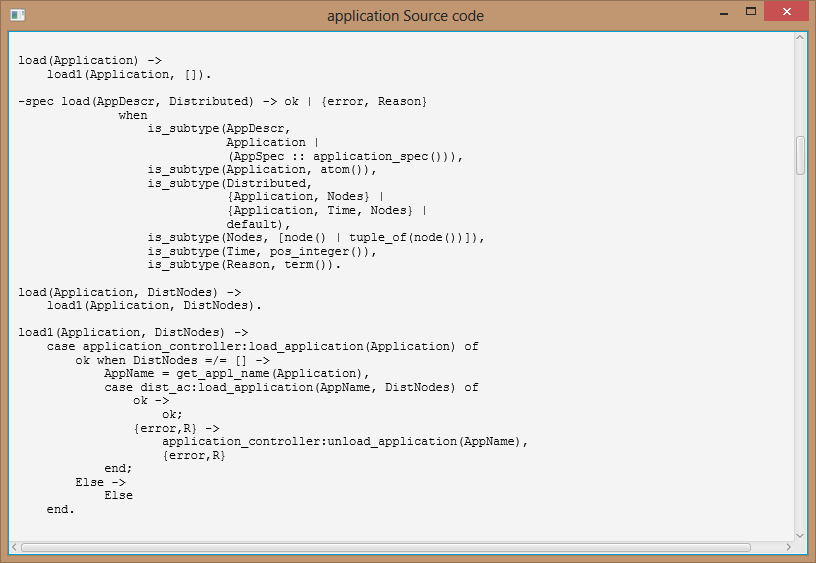 application Source code
load(Application) ->
    load1(Application, []).
-spec load(AppDescr, Distributed) -> ok | {error, Reason}
              when
                  is_subtype(AppDescr,
                             Application |
                             (AppSpec :: application_spec())),
                  is_subtype(Application, atom()),
                  is_subtype(Distributed,
                             {Application, Nodes} |
                             {Application, Time, Nodes} |
                             default),
                  is_subtype(Nodes, [node() | tuple_of(node())]),
                  is_subtype(Time, pos_integer()),
                  is_subtype(Reason, term()).
load(Application, DistNodes) ->
    load1(Application, DistNodes).
load1(Application, DistNodes) ->
    case application_controller:load_application(Application) of
        ok when DistNodes =/= [] ->
            AppName = get_appl_name(Application),
            case dist_ac:load_application(AppName, DistNodes) of
                ok ->
                    ok;
                {error,R} ->
                    application_controller:unload_application(AppName),
                    {error,R}
            end;
        Else ->
            Else
    end.